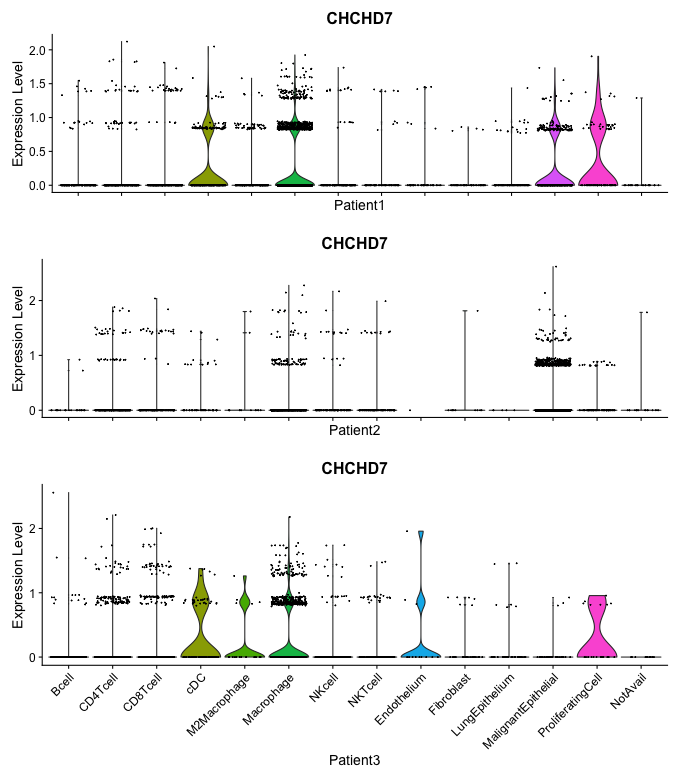 CHCHD7
Expression Level
2.0
1.5
1.0
0.5
0.0
Patient1
CHCHD7
Expression Level
2
1
0
Patient2
CHCHD7
Expression Level
2
1
0
Bcell
CD4Tcell
CD8Tcell
cDC
M2Macrophage
Macrophage
NKcell
NKTcell
Endothelium
Fibroblast
LungEpithelium
MalignantEpithelial
ProliferatingCell
NotAvail
Patient3